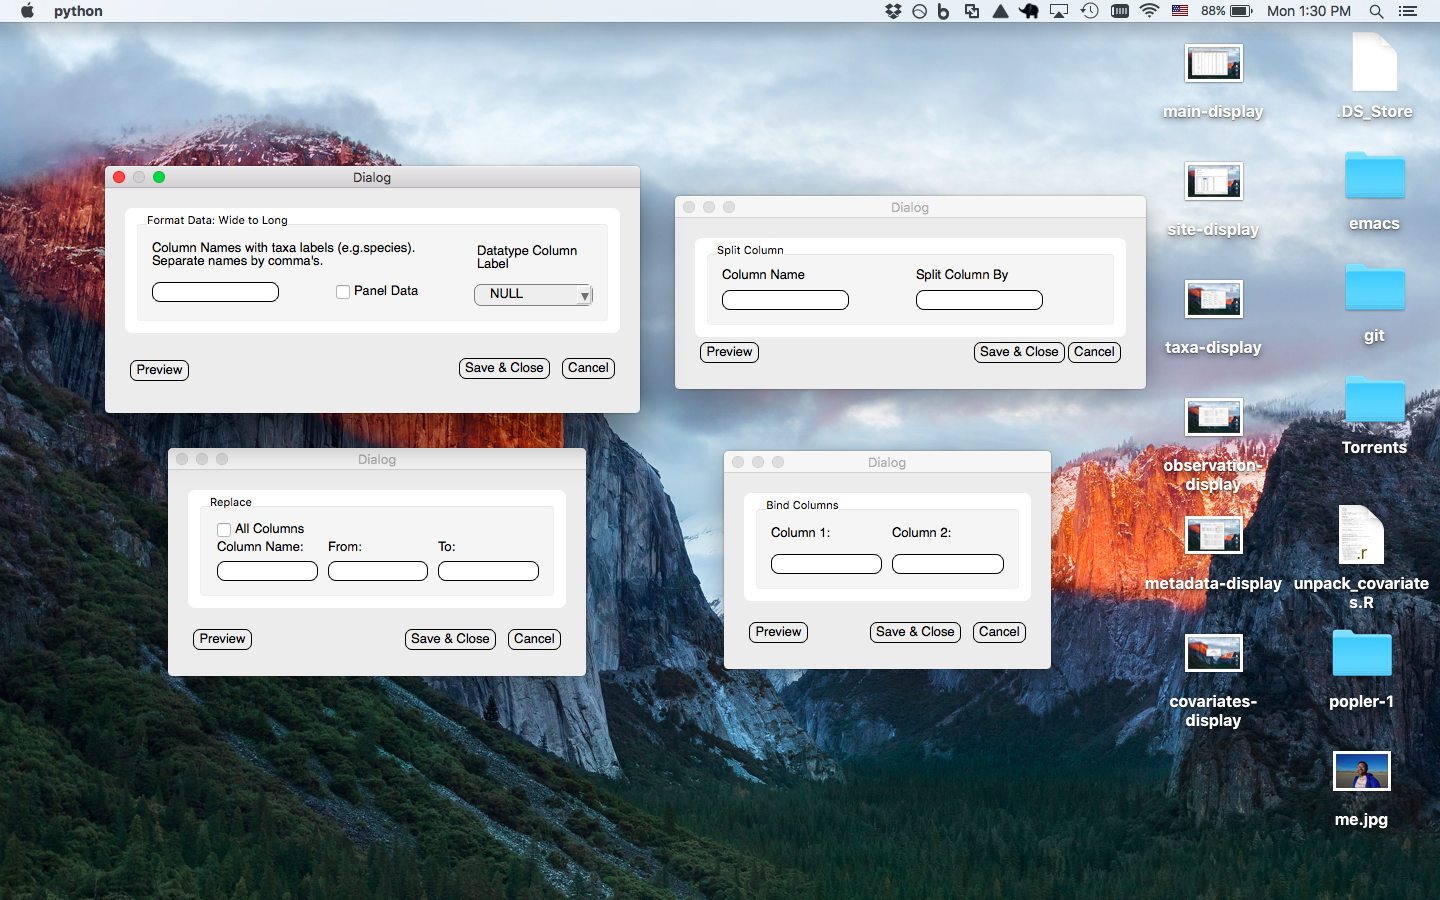 python
88%
Mon 1:30 PM
main-display
.DS_Store
site-display
emacs
taxa-display
git
observation-
display
Torrents
metadata-display
.r
unpack_covariate
s.R
covariates-
display
popler-1
me.jpg
Dialog
Format Data: Wide to Long
Column Names with taxa labels (e.g.species).
Separate names by comma's.
Panel Data
Datatype Column
Label
NULL
Preview
Save & Close
Cancel
Dialog
Split Column
Column Name
Split Column By
Preview
Save & Close
Cancel
Dialog
Replace
All Columns
Column Name:
From:
To:
Preview
Save & Close
Cancel
Dialog
Bind Columns
Column 1:
Column 2:
Preview
Save & Close
Cancel